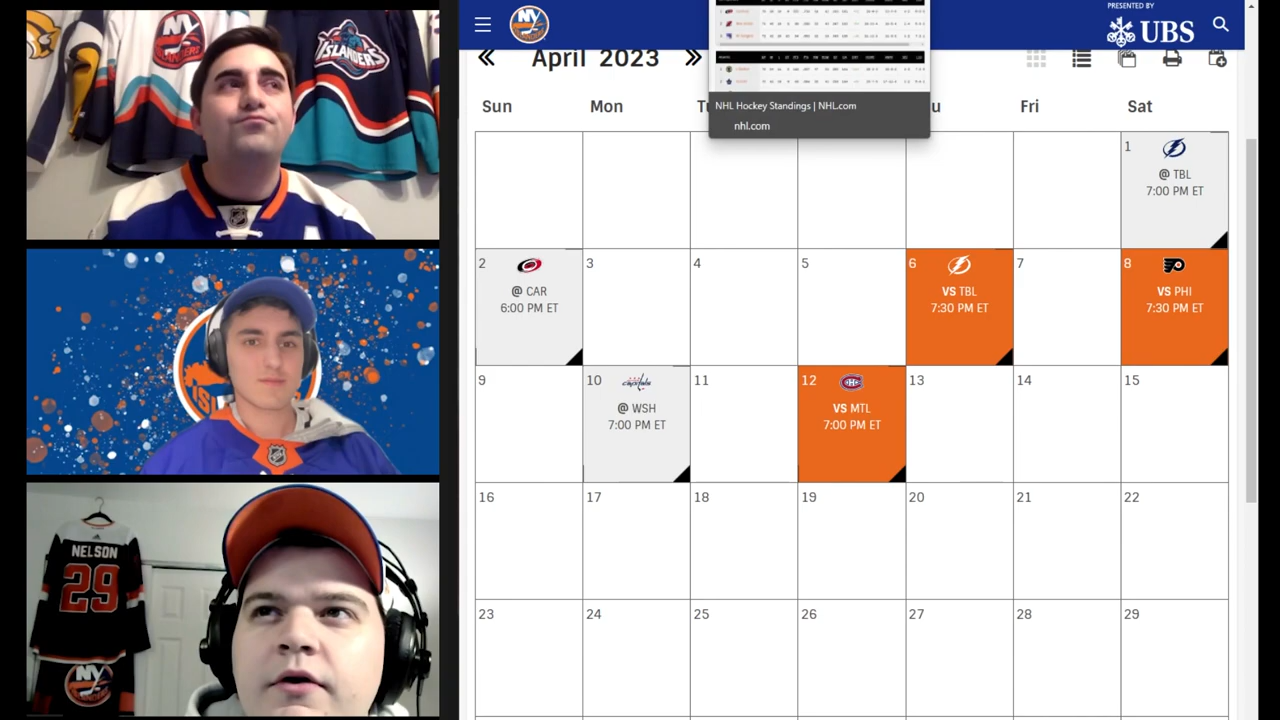 ISLANDERS
NELSON
29
NY
PRESENTED BY
UBS
April 2023
NHL Hockey Standings | NHL.com
nhl.com
Sun Mon Fri Sat
1
@ TBL
7:00 PM ET
2 3 4 5 6 7 8
@ CAR
6:00 PM ET
VS TBL
7:30 PM ET
VS PHI
7:30 PM ET
9 10 11 12 13 14 15
capitals
@ WSH
7:00 PM ET
VS MTL
7:00 PM ET
16 17 18 19 20 21 22
23 24 25 26 27 28 29